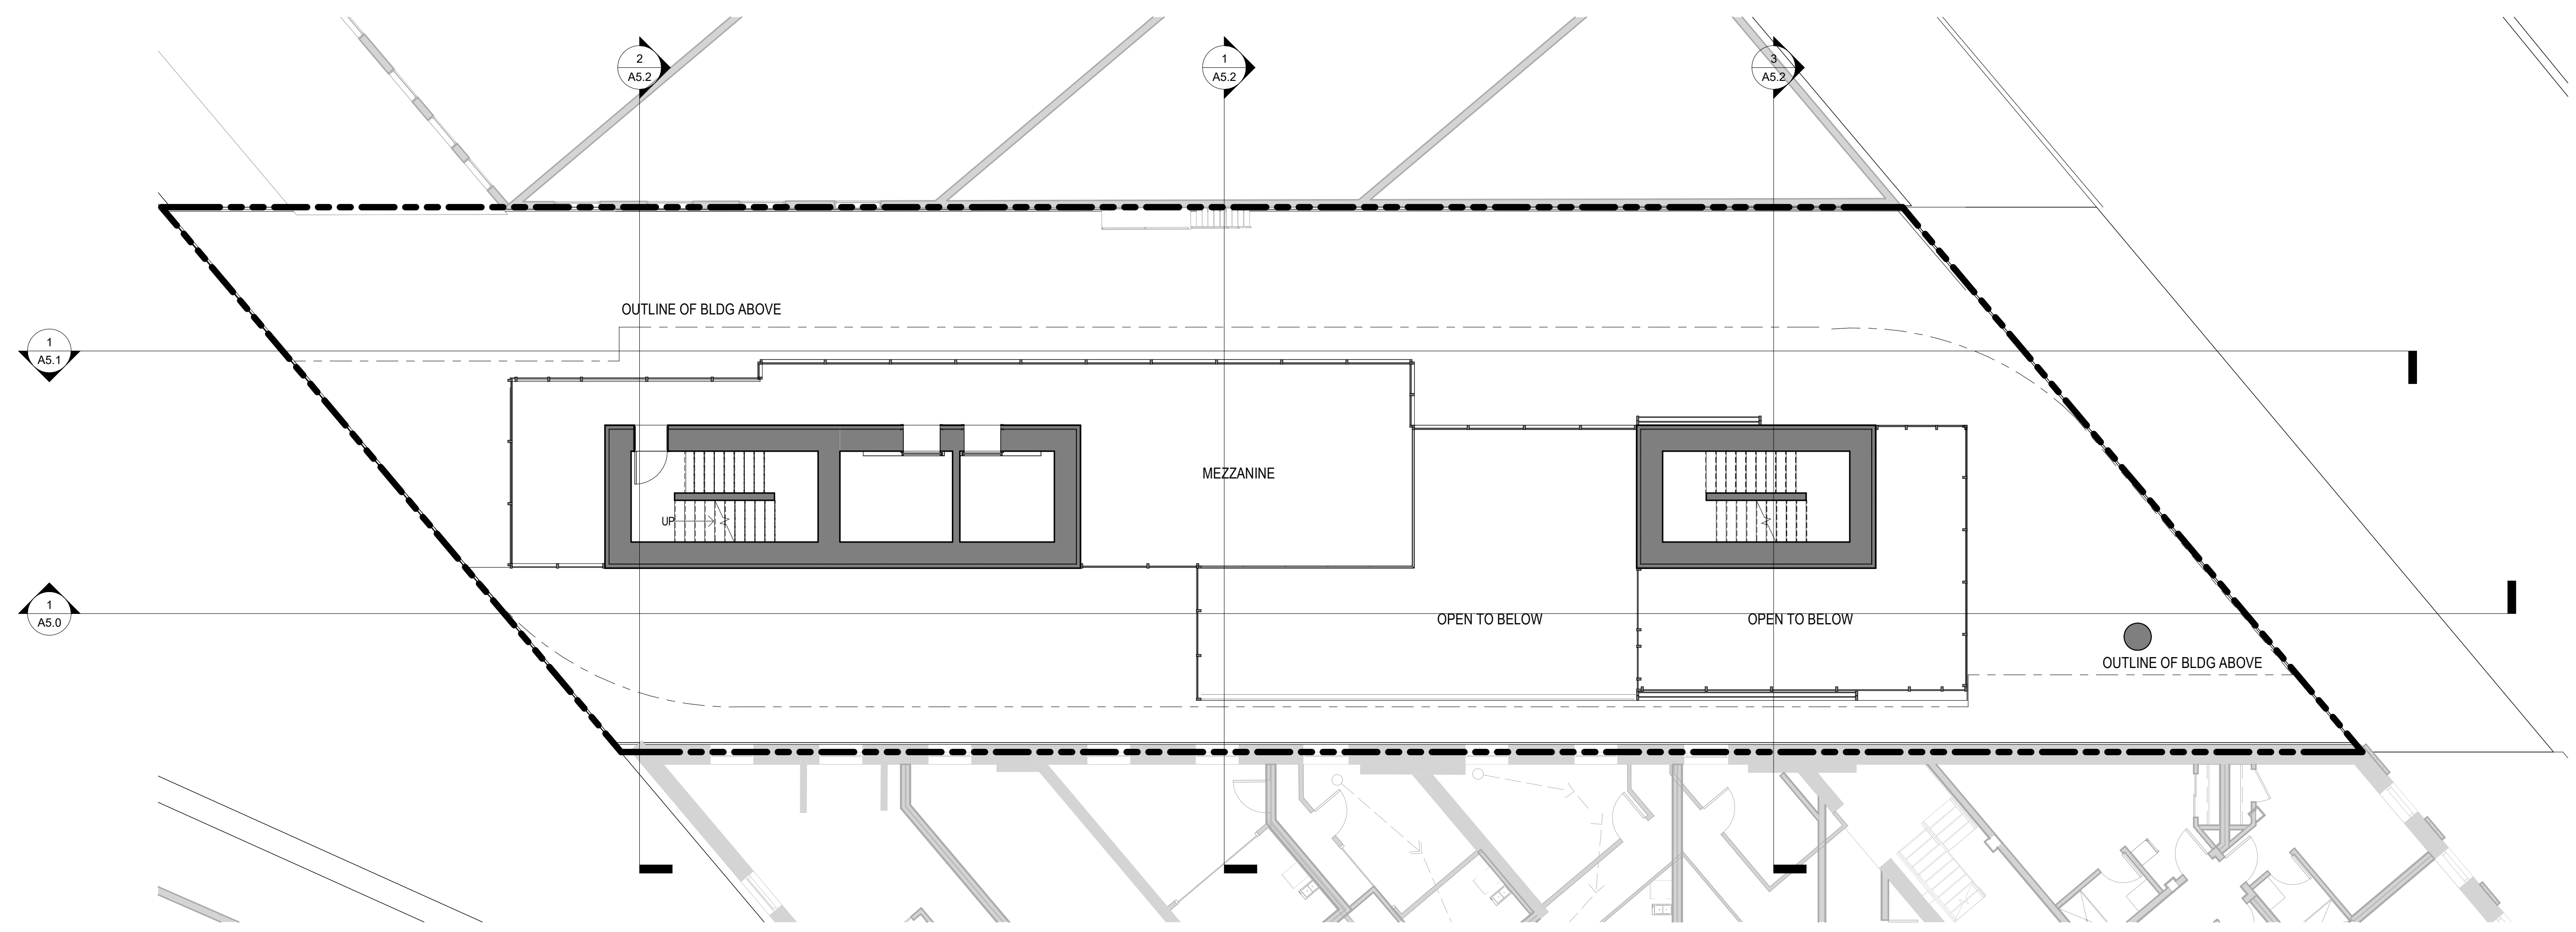 2
A5.2
1
A5.2
3
A5.2
OUTLINE OF BLDG ABOVE
1
A5.1
MEZZANINE
UP
1
A5.0
OPEN TO BELOW
OPEN TO BELOW
OUTLINE OF BLDG ABOVE